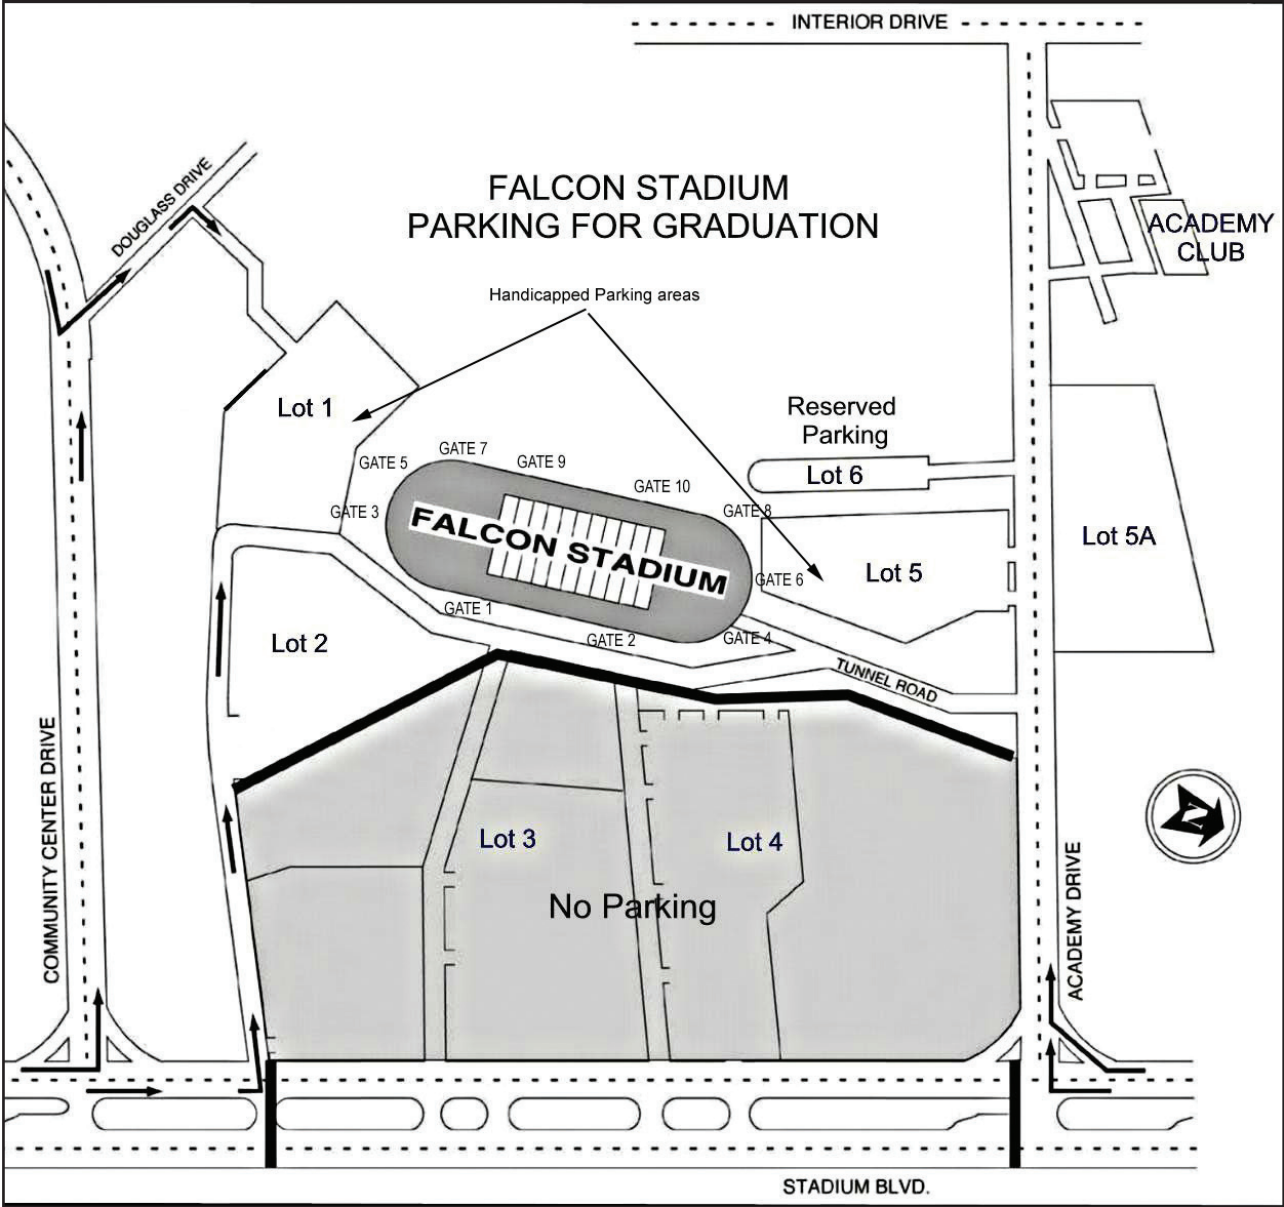 INTERIOR DRIVE
DOUGLASS DRIVE
FALCON STADIUM
PARKING FOR GRADUATION
ACADEMY
CLUB
Handicapped Parking areas
Lot 1
Reserved
Parking
Lot 6
GATE 7
GATE 5
GATE 9
GATE 10
GATE 3
GATE 8
FALCON STADIUM
Lot 5A
Lot 5
GATE 6
GATE 1
GATE 2
GATE 4
Lot 2
TUNNEL ROAD
COMMUNITY CENTER DRIVE
N
Lot 3
Lot 4
No Parking
ACADEMY DRIVE
STADIUM BLVD.